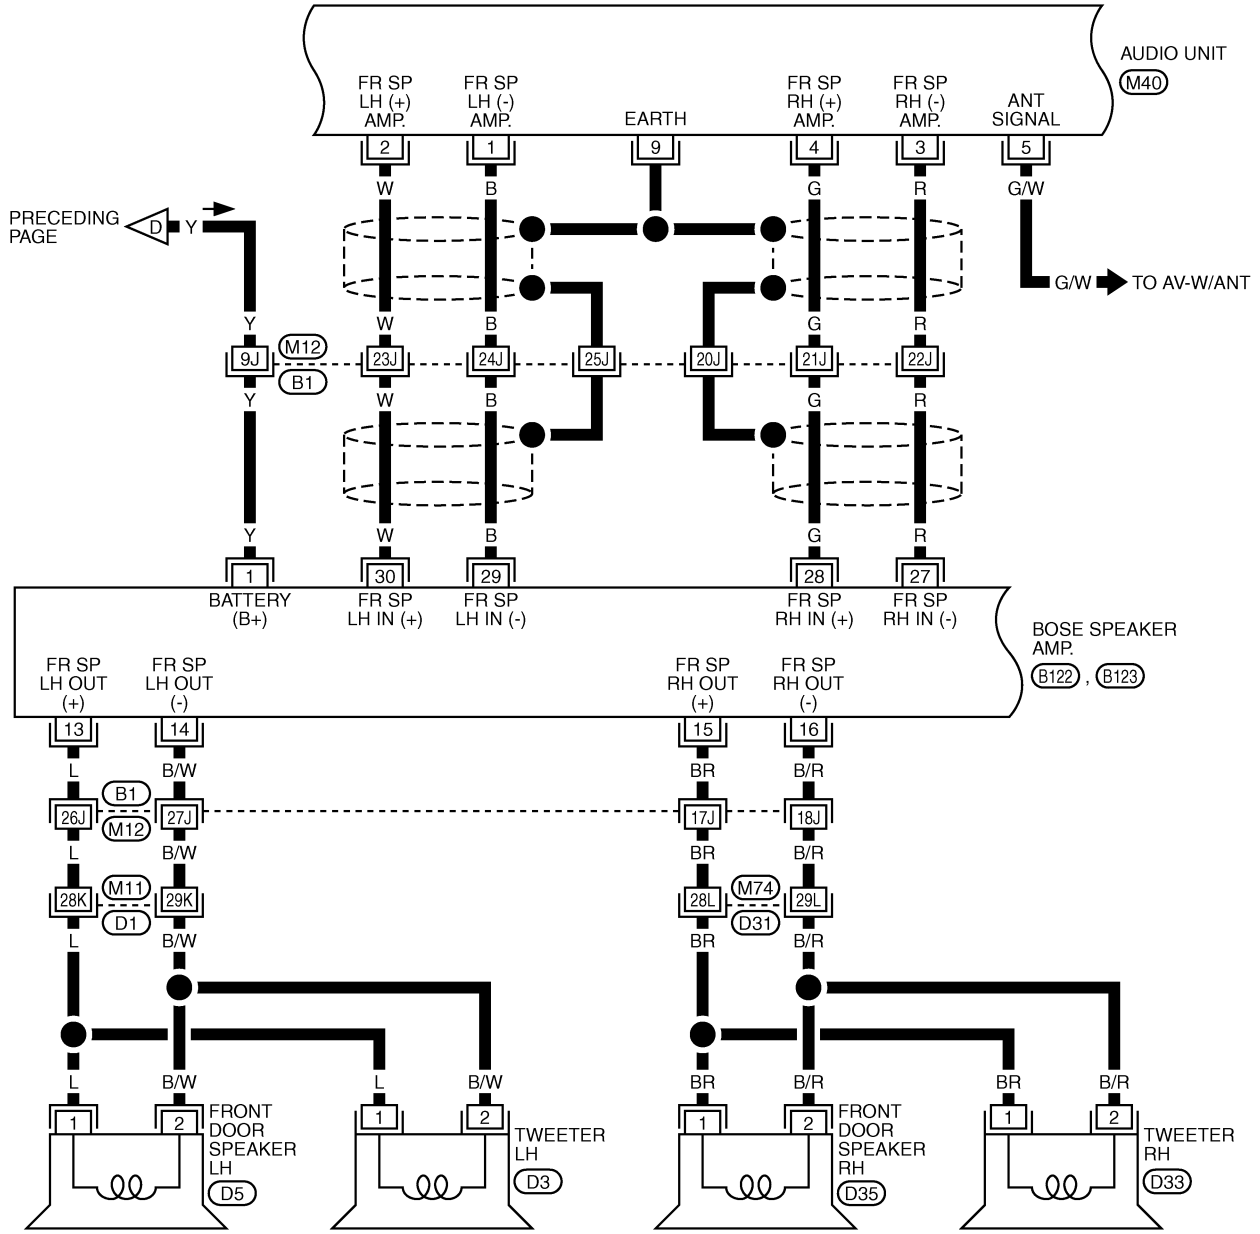 AUDIO UNIT
M40
FR SP
LH (+)
AMP.
FR SP
LH (-)
AMP.
EARTH
FR SP
RH (+)
AMP.
FR SP
RH (-)
AMP.
ANT
SIGNAL
2
1
9
4
3
5
W
B
G
R
G/W
PRECEDING
PAGE
D
Y
G/W
TO AV-W/ANT
Y
W
B
G
R
9J
M12
B1
23J
24J
25J
20J
21J
22J
Y
W
B
G
R
Y
W
B
G
R
1
30
29
28
27
BATTERY
(B+)
FR SP
LH IN (+)
FR SP
LH IN (-)
FR SP
RH IN (+)
FR SP
RH IN (-)
BOSE SPEAKER
AMP.
B122 , B123
FR SP
LH OUT
(+)
FR SP
LH OUT
(-)
FR SP
RH OUT
(+)
FR SP
RH OUT
(-)
13
14
15
16
L
B/W
BR
B/R
26J
B1
M12
27J
17J
18J
L
B/W
BR
B/R
28K
M11
D1
29K
28L
M74
D31
29L
L
B/W
BR
B/R
L
B/W
L
B/W
BR
B/R
BR
B/R
1
2
FRONT
DOOR
SPEAKER
LH
D5
1
2
TWEETER
LH
D3
1
2
FRONT
DOOR
SPEAKER
RH
D35
1
2
TWEETER
RH
D33